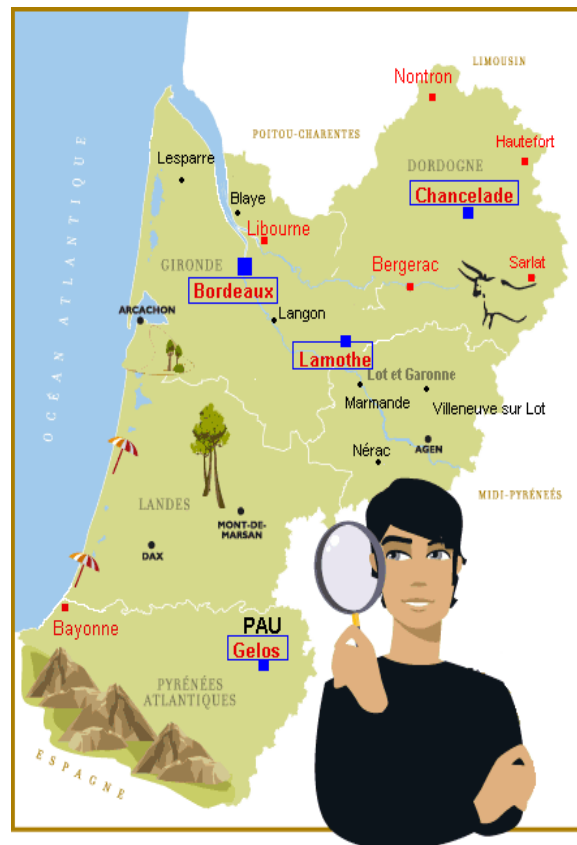 LIMOUSIN
Nontron
POITOU-CHARENTES
Hautefort
Lesparre
DORDOGNE
Chancelade
Blaye
Libourne
GIRONDE
Bergerac
Sarlat
Bordeaux
OCÉAN ATLANTIQUE
ARCACHON
Langon
Lamothe
Lot et Garonne
Marmande
Villeneuve sur Lot
Nérac
AGEN
MIDI-PYRÉNEÉS
LANDES
MONT-DE-
MARSAN
DAX
Bayonne
PAU
Gelos
PYRÉNÉES
ATLANTIQUES
ESPAGNE